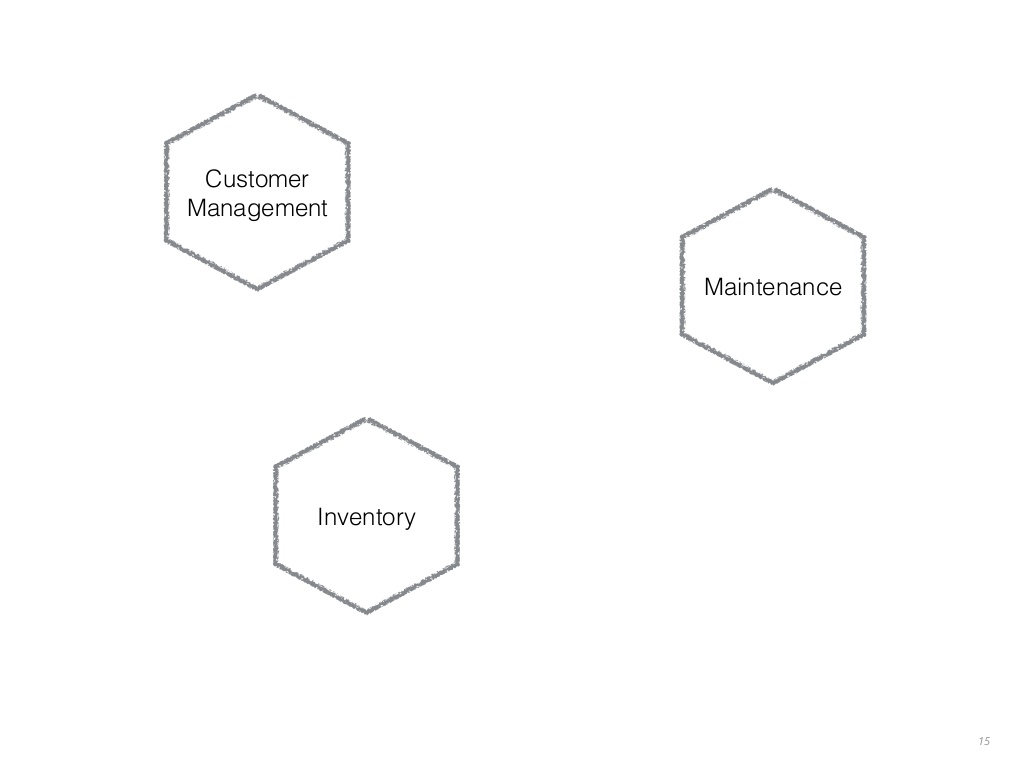 Customer
Management
Maintenance
Inventory
15